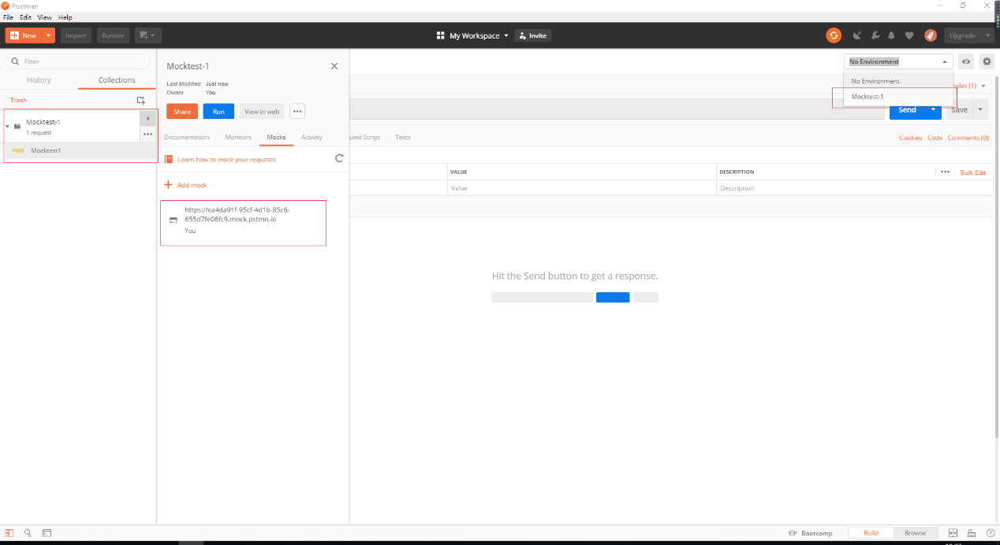 Postman
File Edit View Help
New Import Runner My Workspace Invite Upgrade
Filter
History Collections
Trash
Mocktest-1
1 request
POST Mocktest1
Mocktest-1
Last Modified Just now
Owner You
Share Run View in web
Documentation Monitors Mocks Activity
Learn how to mock your requests
Add mock
https://ca4da91f-95cf-4d1b-85c6-
655d7fe06fc9.mock.pstmn.io
You
No Environment
No Environment
Mocktest-1
ples (1)
Send Save
uest Script Tests
Cookies Code Comments (0)
VALUE DESCRIPTION Bulk Edit
Value Description
Hit the Send button to get a response.
Bootcamp Build Browse